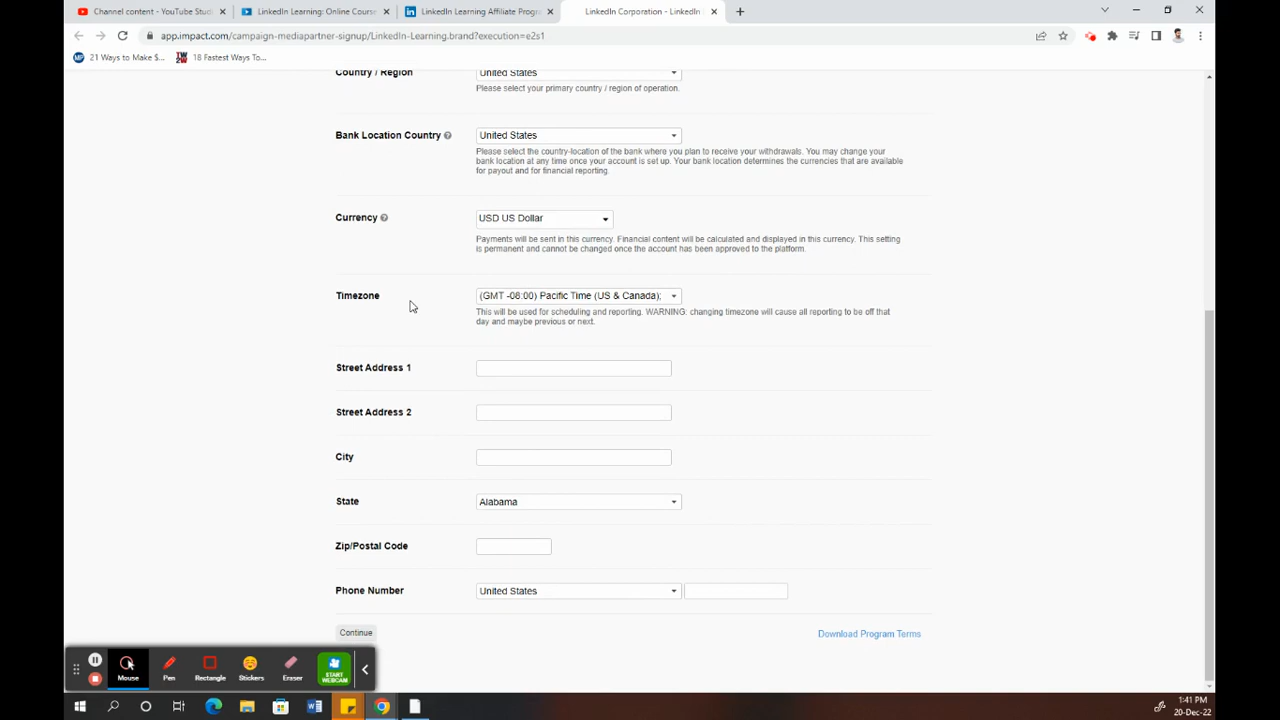 Channel content - YouTube Stud
LinkedIn Learning: Online Course
LinkedIn Learning Affiliate Progr
LinkedIn Corporation - LinkedIn
app.impact.com/campaign-mediapartner-signup/LinkedIn-Learning.brand?execution=e2s1
21 Ways to Make $...
18 Fastest Ways To...
Country / Region
United States
Please select your primary country / region of operation.
Bank Location Country
United States
Please select the country-location of the bank where you plan to receive your withdrawals. You may change your
bank location at any time once your account is set up. Your bank location determines the currencies that are available
for payout and for financial reporting.
Currency
USD US Dollar
Payments will be sent in this currency. Financial content will be calculated and displayed in this currency. This setting
is permanent and cannot be changed once the account has been approved to the platform.
Timezone
(GMT -08:00) Pacific Time (US & Canada);
This will be used for scheduling and reporting. WARNING: changing timezone will cause all reporting to be off that
day and maybe previous or next.
Street Address 1
Street Address 2
City
State
Alabama
Zip/Postal Code
Phone Number
United States
Continue
Download Program Terms
Mouse
Pen
Rectangle
Stickers
Eraser
START
WEBCAM
1:41 PM
20-Dec-22